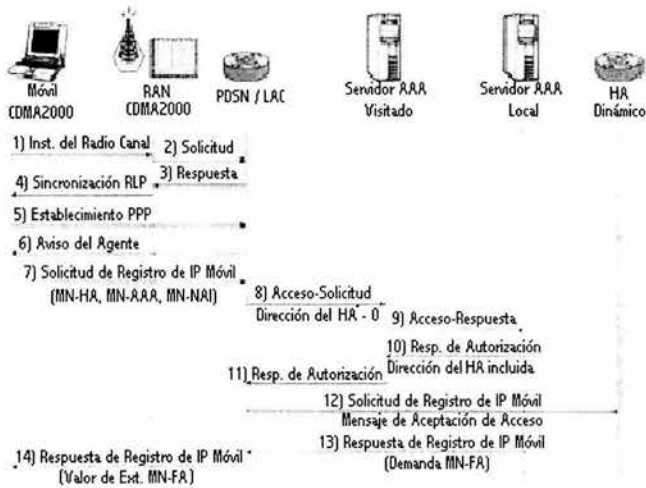 Móvil
CDMA2000
RAN
CDMA2000
PDSN / LAC
Servidor AAA
Visitado
Servidor AAA
Local
HA
Dinámico
1) Inst. del Radio Canal
2) Solicitud
3) Respuesta
4) Sincronización RLP
5) Establecimiento PPP
6) Aviso del Agente
7) Solicitud de Registro de IP Móvil
(MN-HA, MN-AAA, MN-NAI)
8) Acceso-Solicitud
Dirección del HA - 0
9) Acceso-Respuesta
10) Resp. de Autorización
Dirección del HA incluida
11) Resp. de Autorización
12) Solicitud de Registro de IP Móvil
Mensaje de Aceptación de Acceso
13) Respuesta de Registro de IP Móvil
(Demanda MN-FA)
14) Respuesta de Registro de IP Móvil
(Valor de Ext. MN-FA)